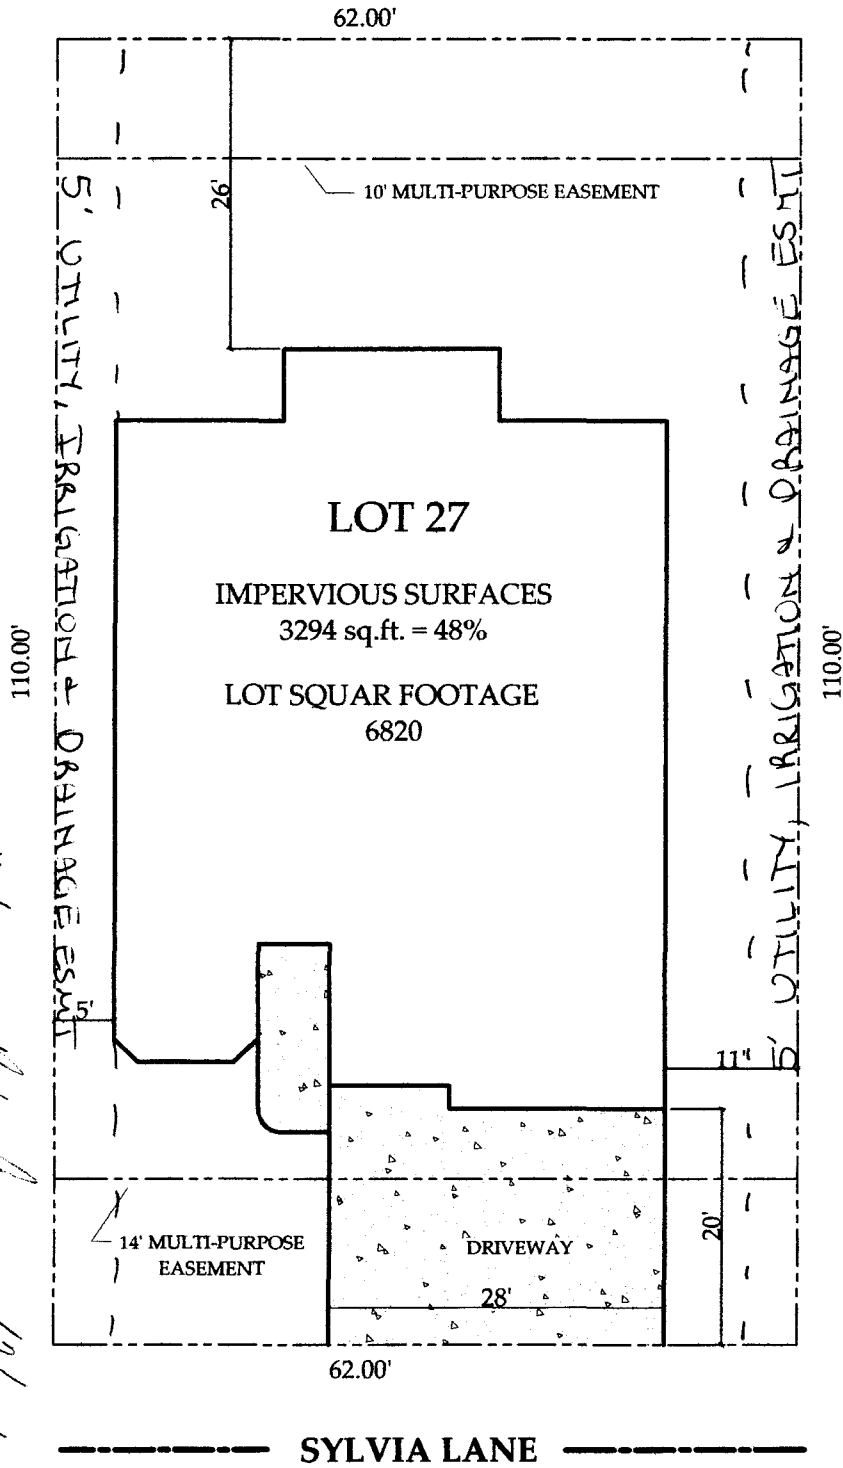 62.00'
26'
10' MULTI-PURPOSE EASEMENT
5' UTILITY, IRRIGATION & DRAINAGE ESMT
5' UTILITY, IRRIGATION & DRAINAGE ESMT
LOT 27
IMPERVIOUS SURFACES
3294 sq.ft. = 48%
LOT SQUAR FOOTAGE
6820
110.00'
110.00'
5'
11'
14' MULTI-PURPOSE
EASEMENT
DRIVEWAY
20'
28'
62.00'
SYLVIA LANE